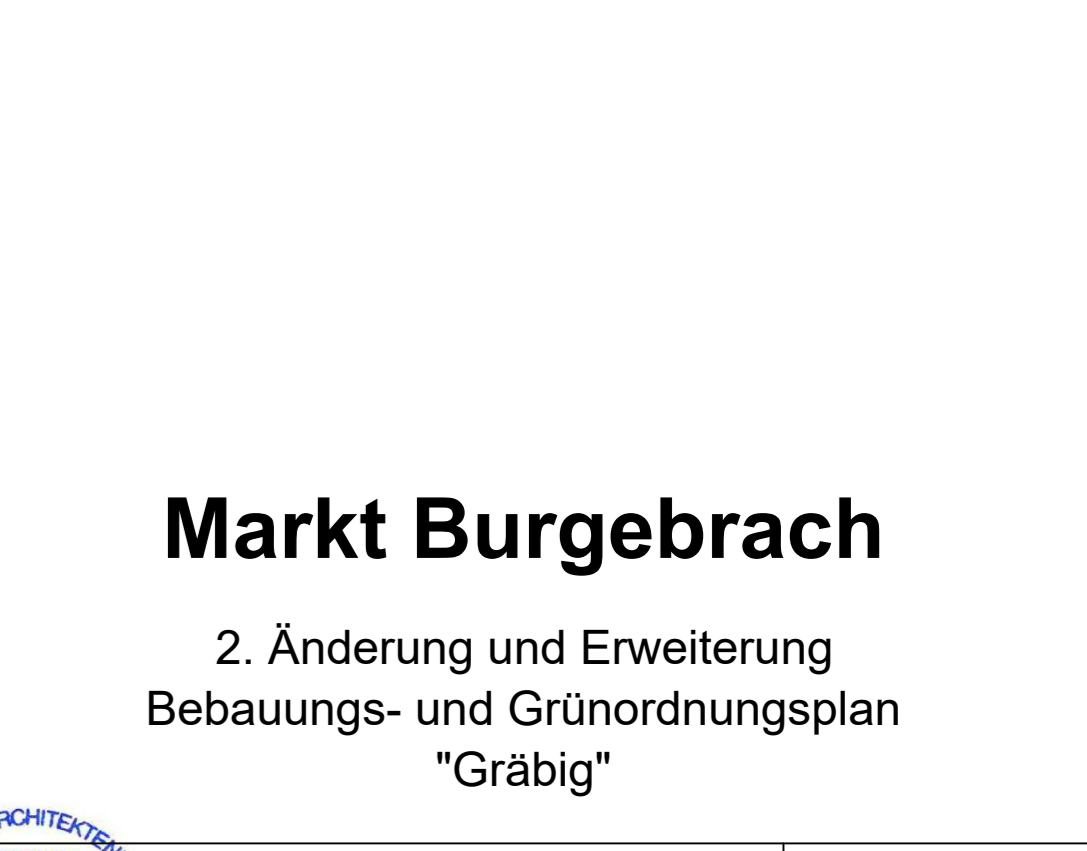 Markt Burgebrach
2. Änderung und Erweiterung
Bebauungs- und Grünordnungsplan
"Gräbig"